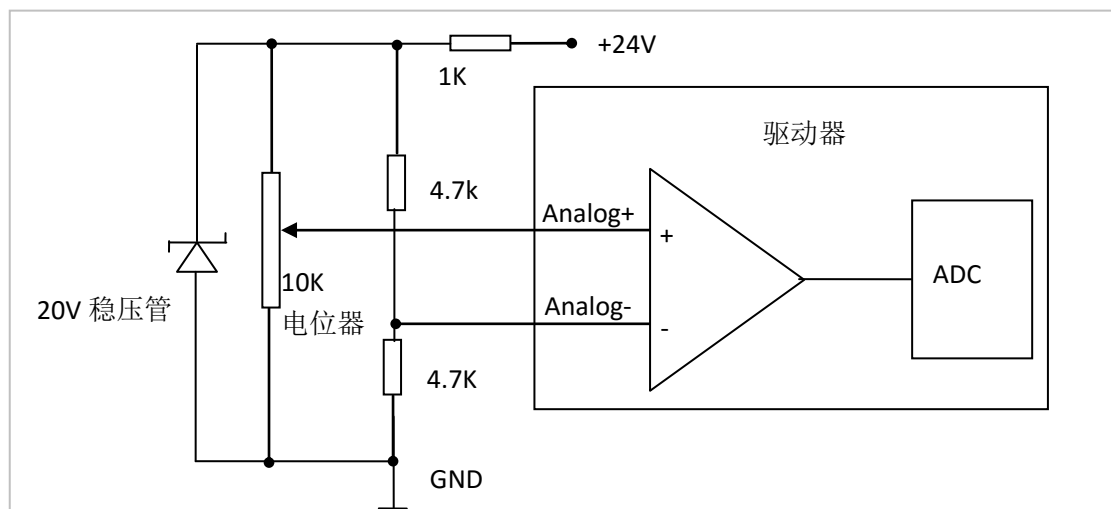 +24V
1K
驱动器
4.7k
Analog+
+
10K
ADC
20V 稳压管
电位器
Analog-
-
4.7K
GND